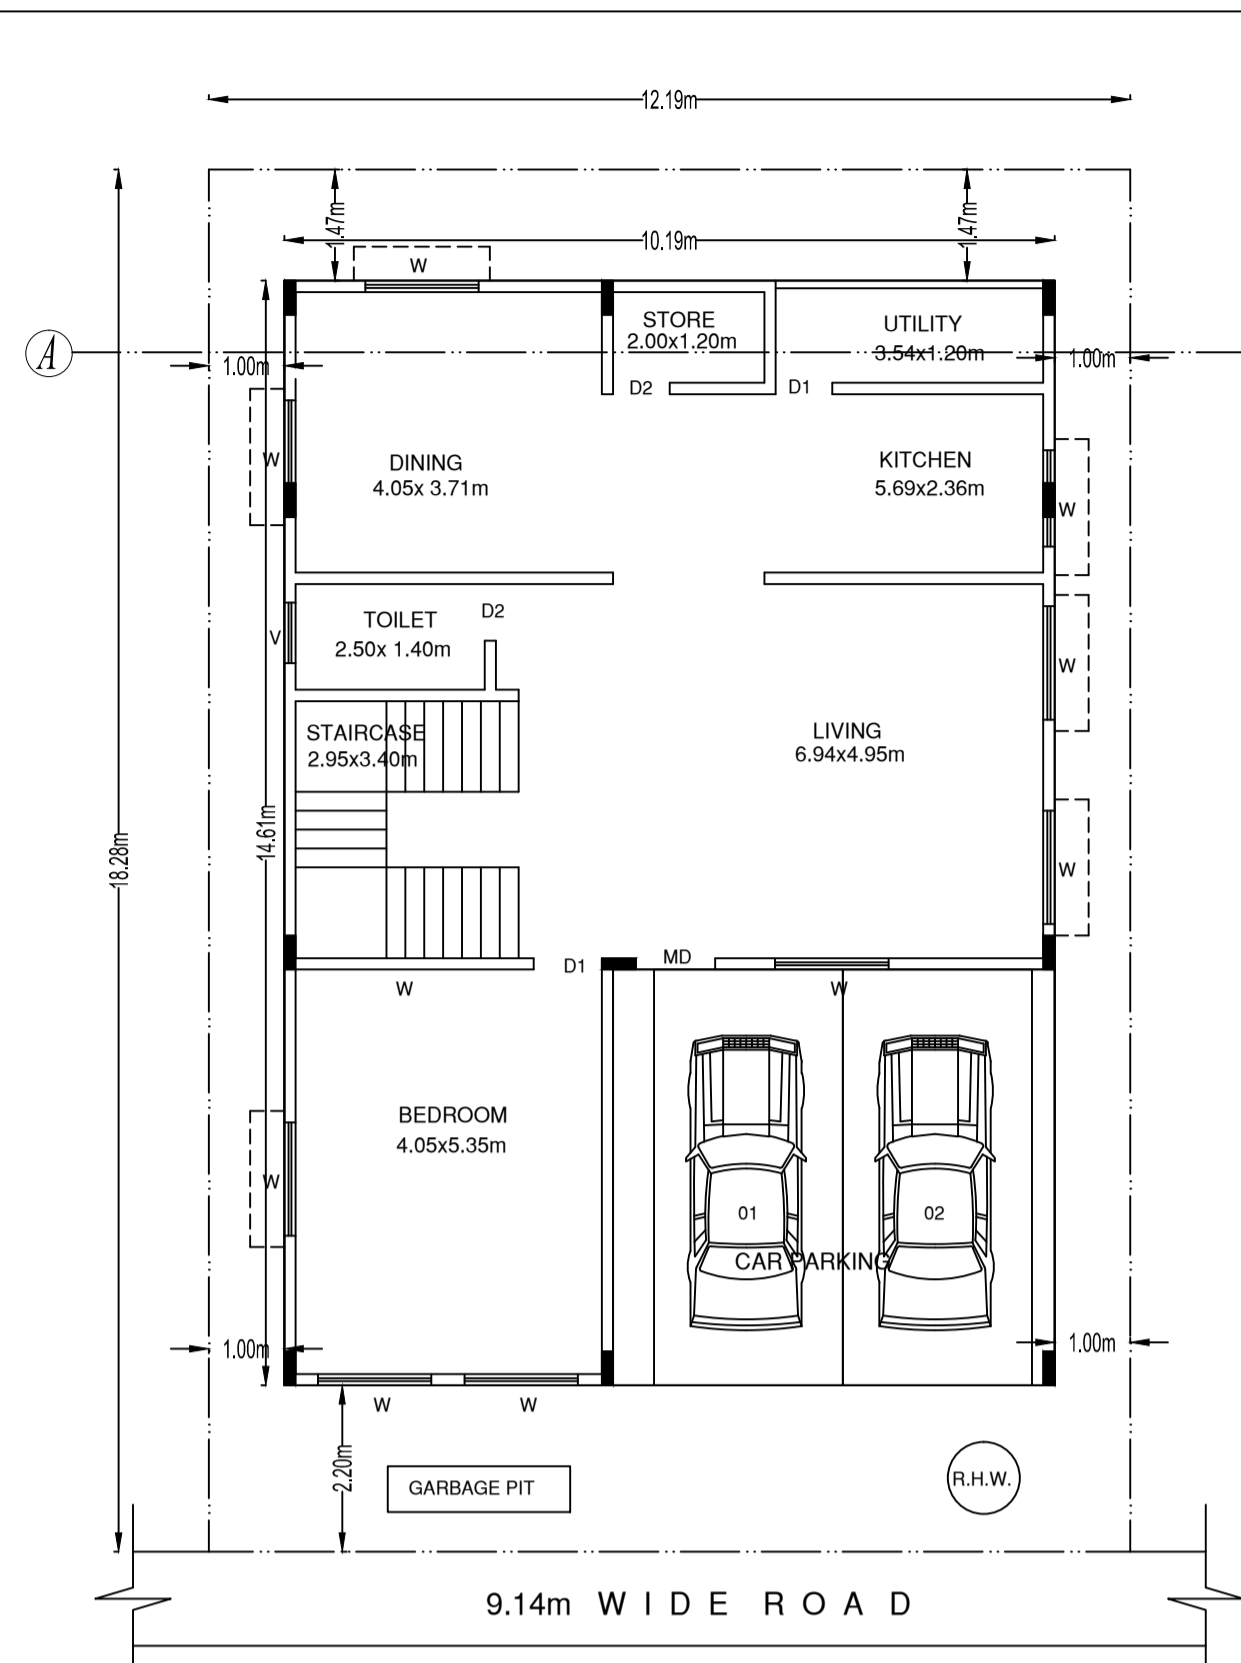 12.19m
1.47m
1.47m
10.19m
W
STORE
2.00x1.20m
UTILITY
3.54x1.20m
A
1.00m
1.00m
D2
D1
W
DINING
4.05x 3.71m
KITCHEN
5.69x2.36m
W
TOILET
2.50x 1.40m
D2
V
W
STAIRCASE
2.95x3.40m
LIVING
6.94x4.95m
14.61m
18.28m
W
D1
MD
W
W
BEDROOM
4.05x5.35m
W
01
02
CAR PARKING
1.00m
1.00m
W
W
2.20m
GARBAGE PIT
R.H.W.
9.14m WIDE ROAD